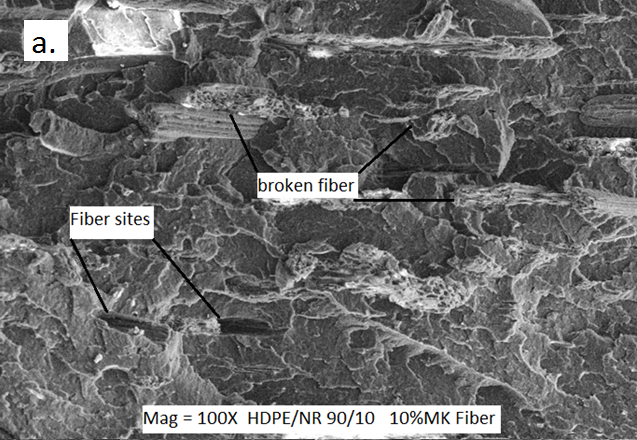 a.
broken fiber
Fiber sites
Mag = 100X HDPE/NR 90/10 10%MK Fiber